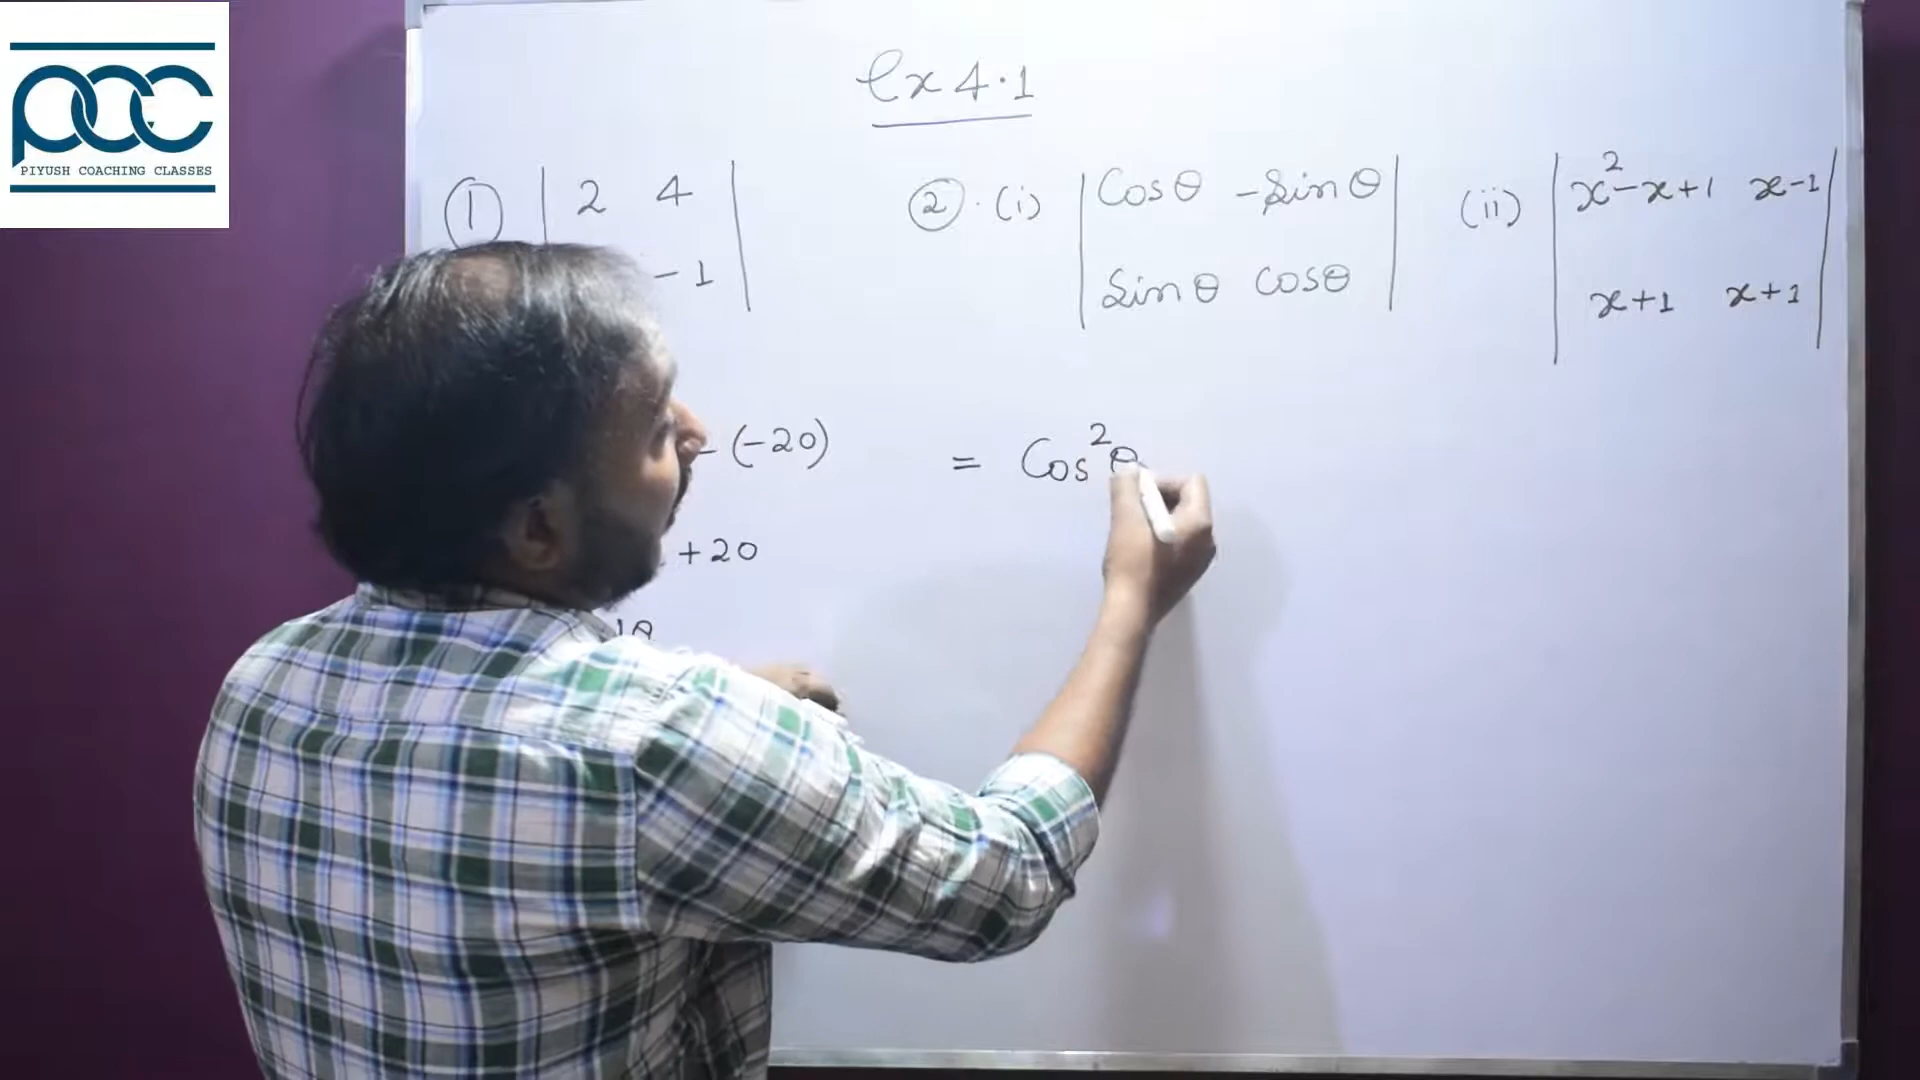 PCC
PIYUSH COACHING CLASSES
ex 4.1
① | 2 4 |
-1 |
② . (i) | Cosθ -Sinθ |
Sinθ Cosθ
(ii) | x²-x+1 x-1 |
x+1 x+1
- (-20)
+20
= Cos²θ